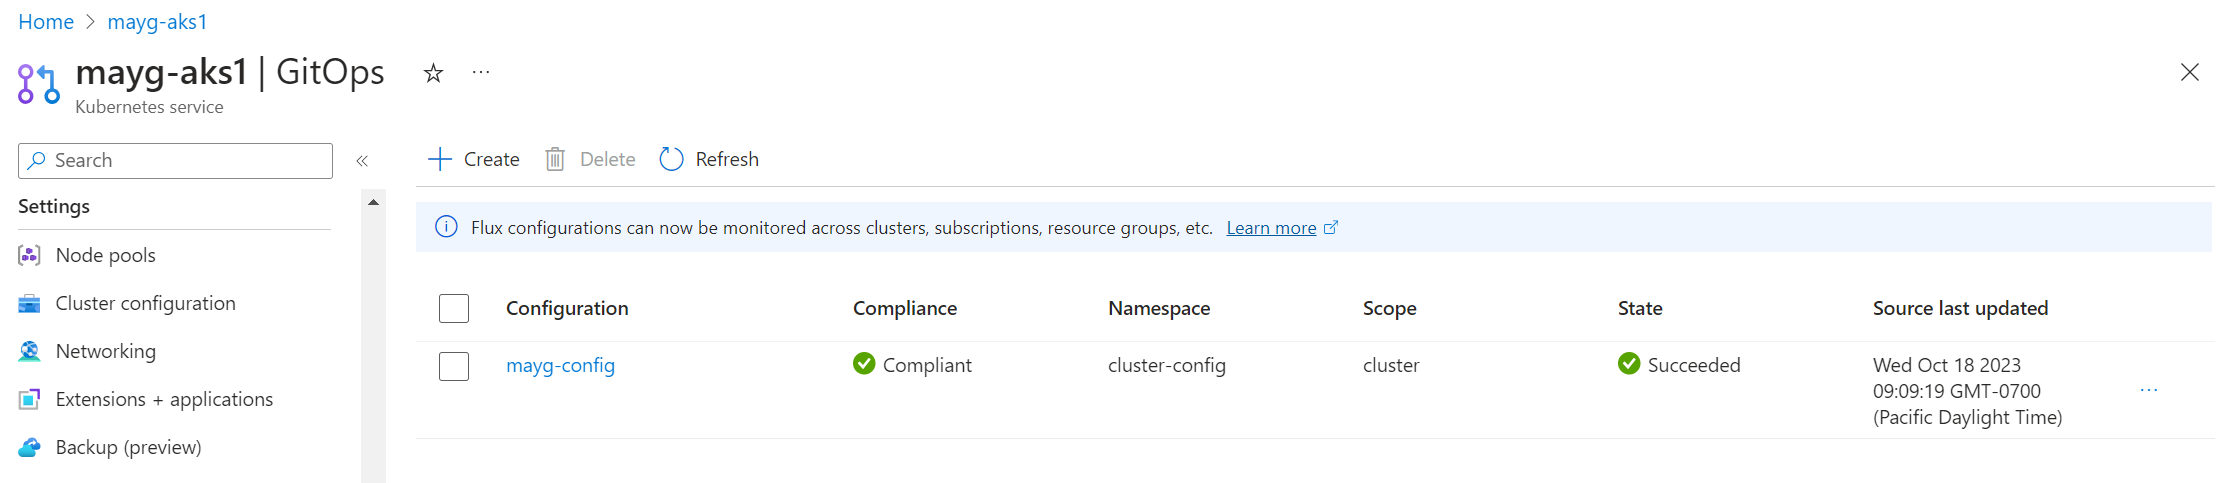 Home > mayg-aks1
mayg-aks1 | GitOps
Kubernetes service
Search
Settings
Node pools
Cluster configuration
Networking
Extensions + applications
Backup (preview)
Create Delete Refresh
Flux configurations can now be monitored across clusters, subscriptions, resource groups, etc. Learn more
Configuration Compliance Namespace Scope State Source last updated
mayg-config Compliant cluster-config cluster Succeeded Wed Oct 18 2023
09:09:19 GMT-0700
(Pacific Daylight Time)